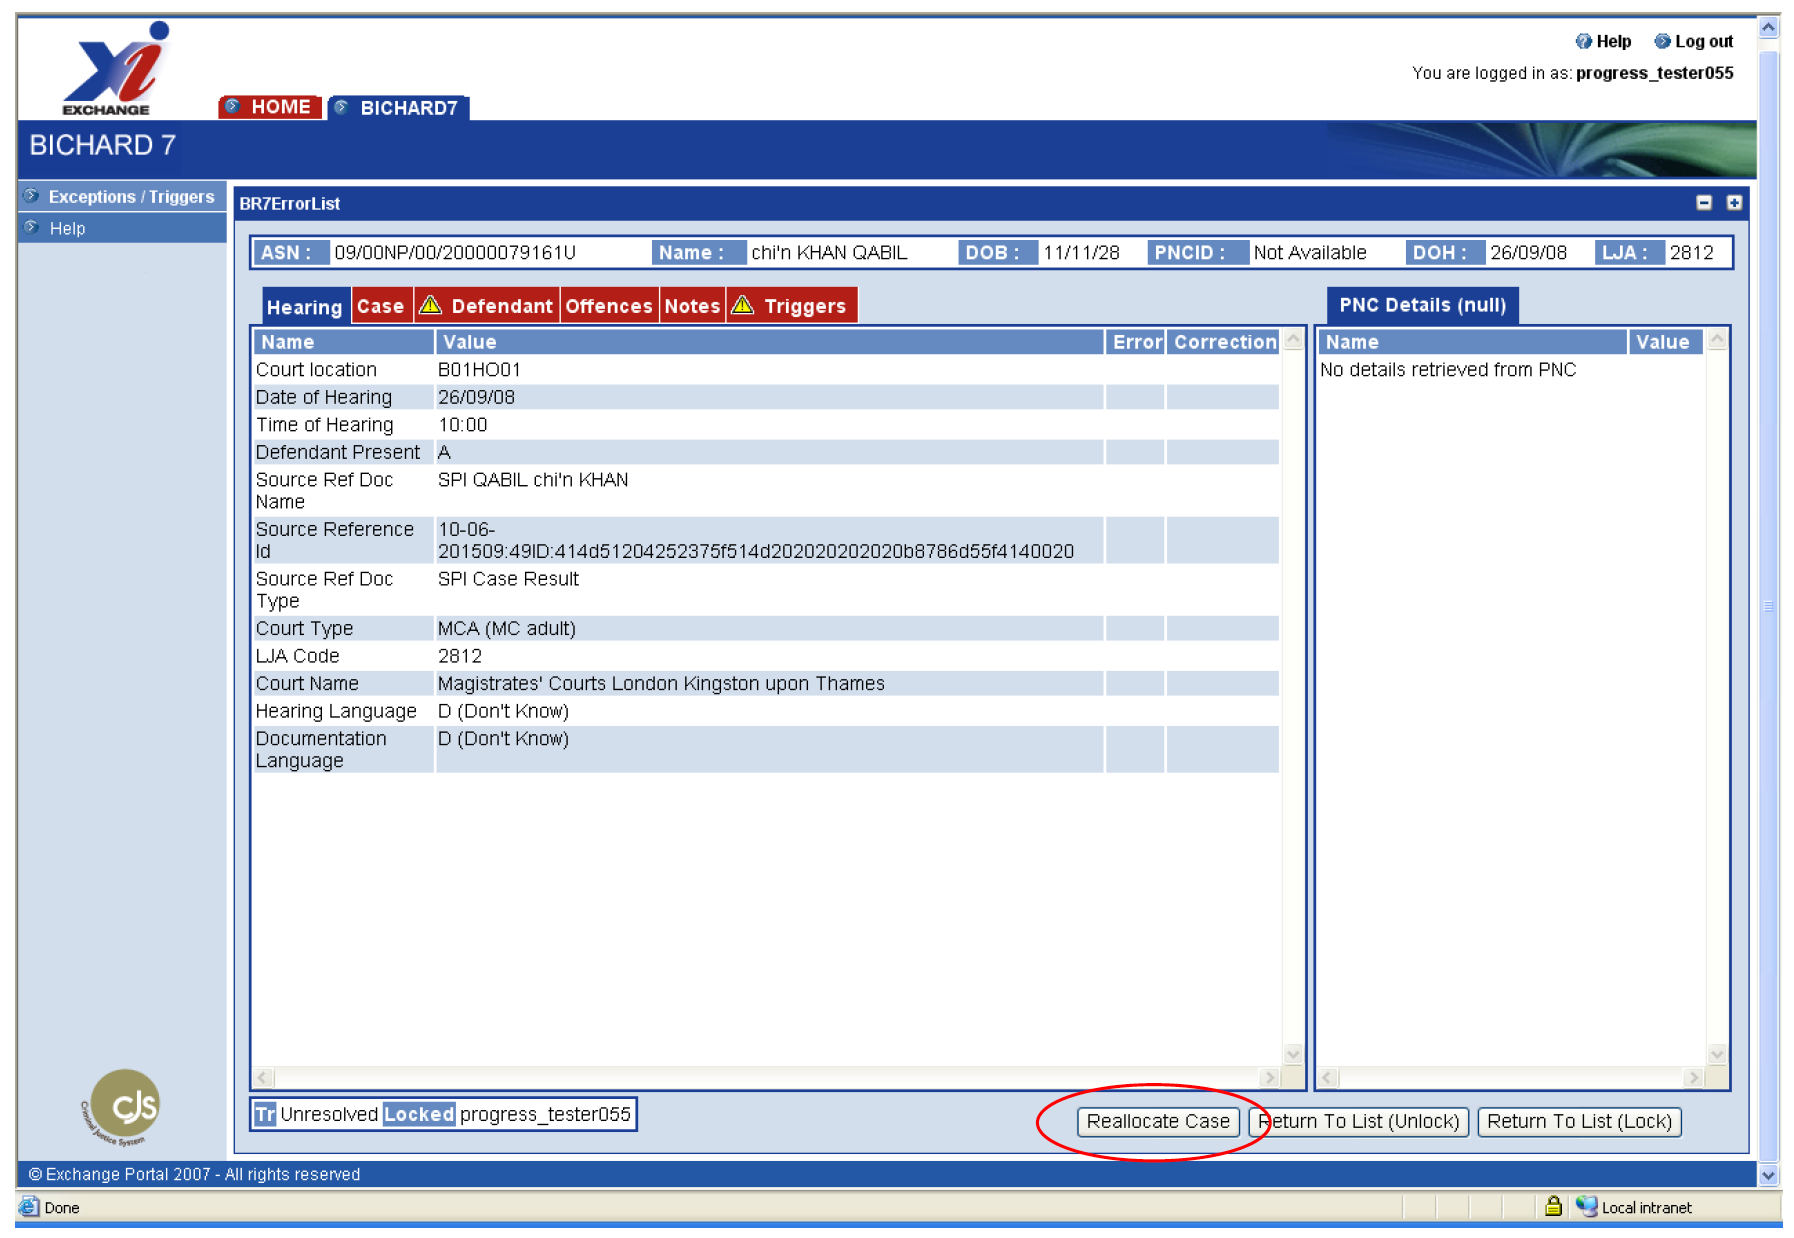 Help Log out
You are logged in as: progress_tester055
EXCHANGE
HOME BICHARD7
BICHARD 7
Exceptions / Triggers
Help
BR7ErrorList
ASN : 09/00NP/00/20000079161U Name : chi'n KHAN QABIL DOB : 11/11/28 PNCID : Not Available DOH : 26/09/08 LJA : 2812
Hearing Case Defendant Offences Notes Triggers
Name Value Error Correction
Court location B01HO01
Date of Hearing 26/09/08
Time of Hearing 10:00
Defendant Present A
Source Ref Doc SPI QABIL chi'n KHAN
Name
Source Reference 10-06-
Id 201509:49ID:414d51204252375f514d202020202020b8786d55f4140020
Source Ref Doc SPI Case Result
Type
Court Type MCA (MC adult)
LJA Code 2812
Court Name Magistrates' Courts London Kingston upon Thames
Hearing Language D (Don't Know)
Documentation D (Don't Know)
Language
PNC Details (null)
Name Value
No details retrieved from PNC
Tr Unresolved Locked progress_tester055
Reallocate Case Return To List (Unlock) Return To List (Lock)
cJs
Criminal Justice System
© Exchange Portal 2007 - All rights reserved
Done Local intranet